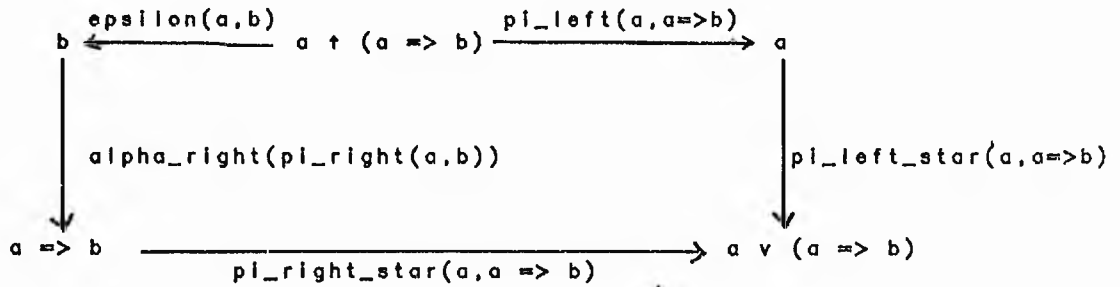 epsilon(a,b) pi_left(a,a=>b)
b a ↑ (a => b) a
alpha_right(pi_right(a,b)) pi_left_star(a,a=>b)
a => b a v (a => b)
pi_right_star(a,a => b)